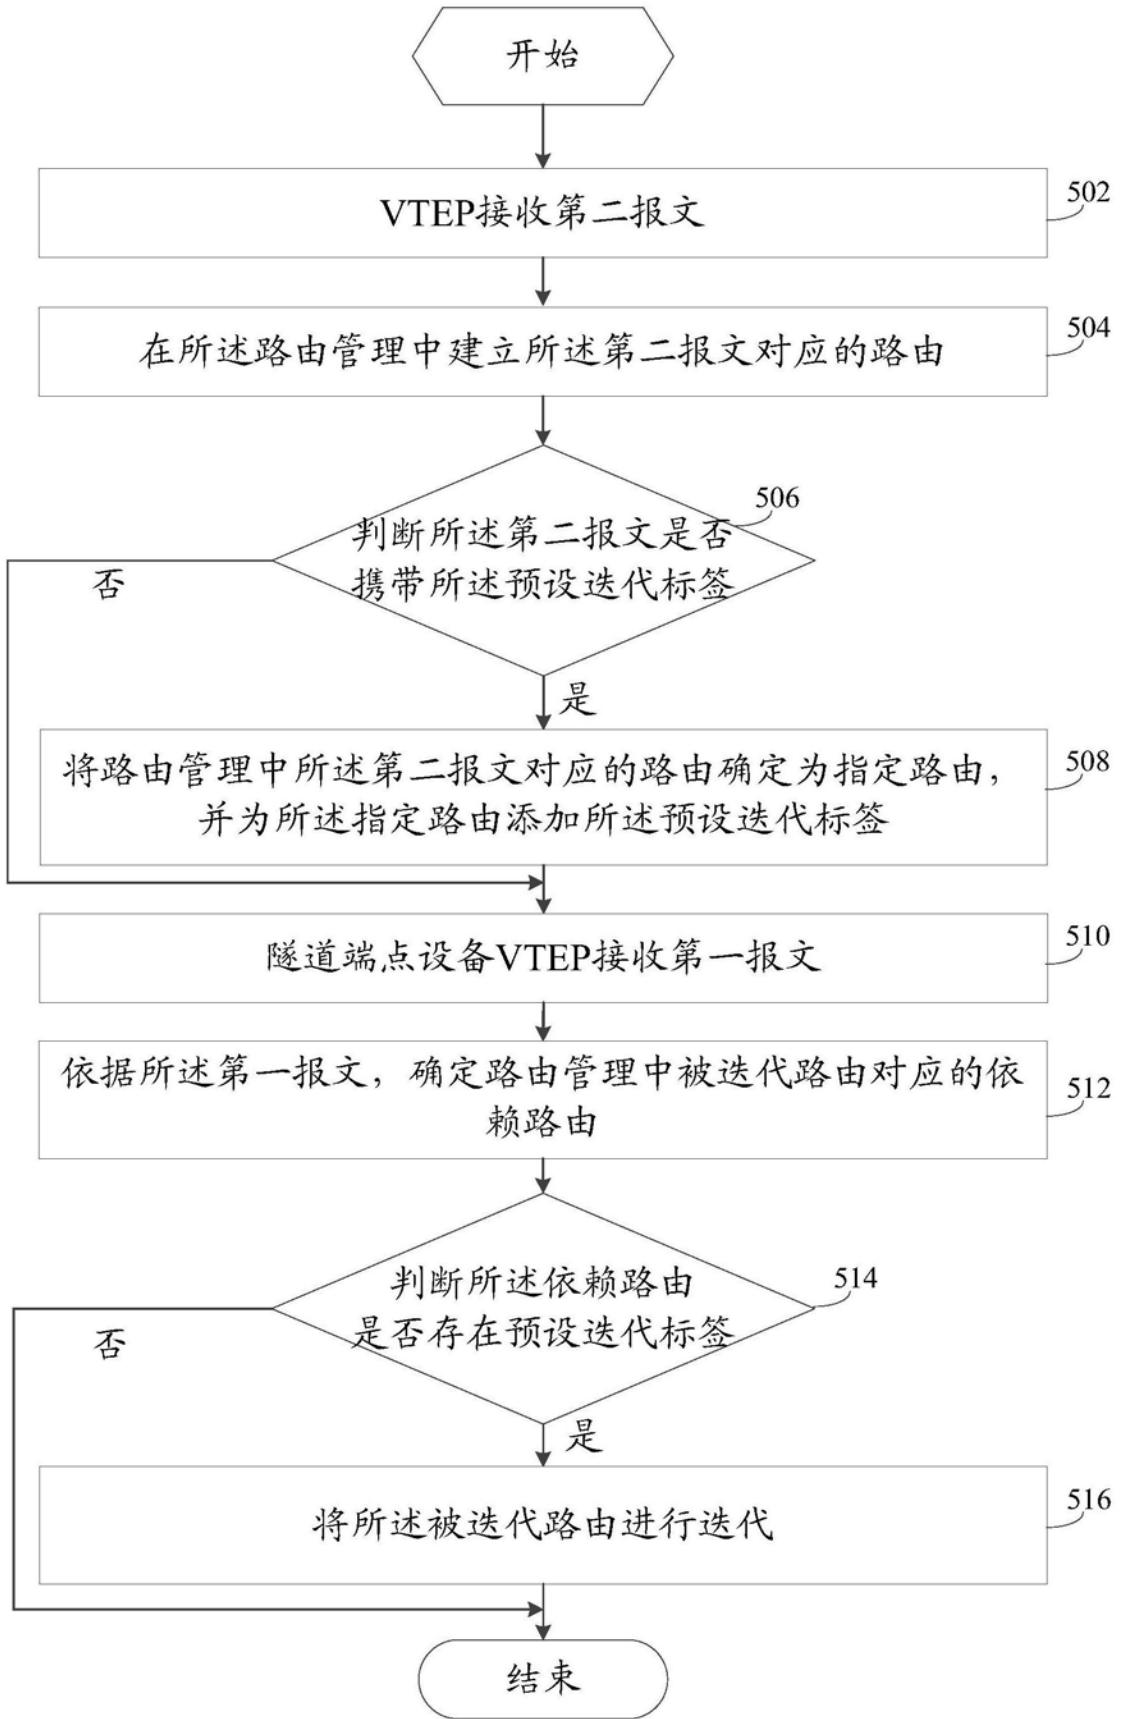 开始
VTEP接收第二报文
502
在所述路由管理中建立所述第二报文对应的路由
504
506
判断所述第二报文是否
携带所述预设迭代标签
否
是
将路由管理中所述第二报文对应的路由确定为指定路由，
并为所述指定路由添加所述预设迭代标签
508
隧道端点设备VTEP接收第一报文
510
依据所述第一报文，确定路由管理中被迭代路由对应的依
赖路由
512
判断所述依赖路由
是否存在预设迭代标签
514
否
是
将所述被迭代路由进行迭代
516
结束